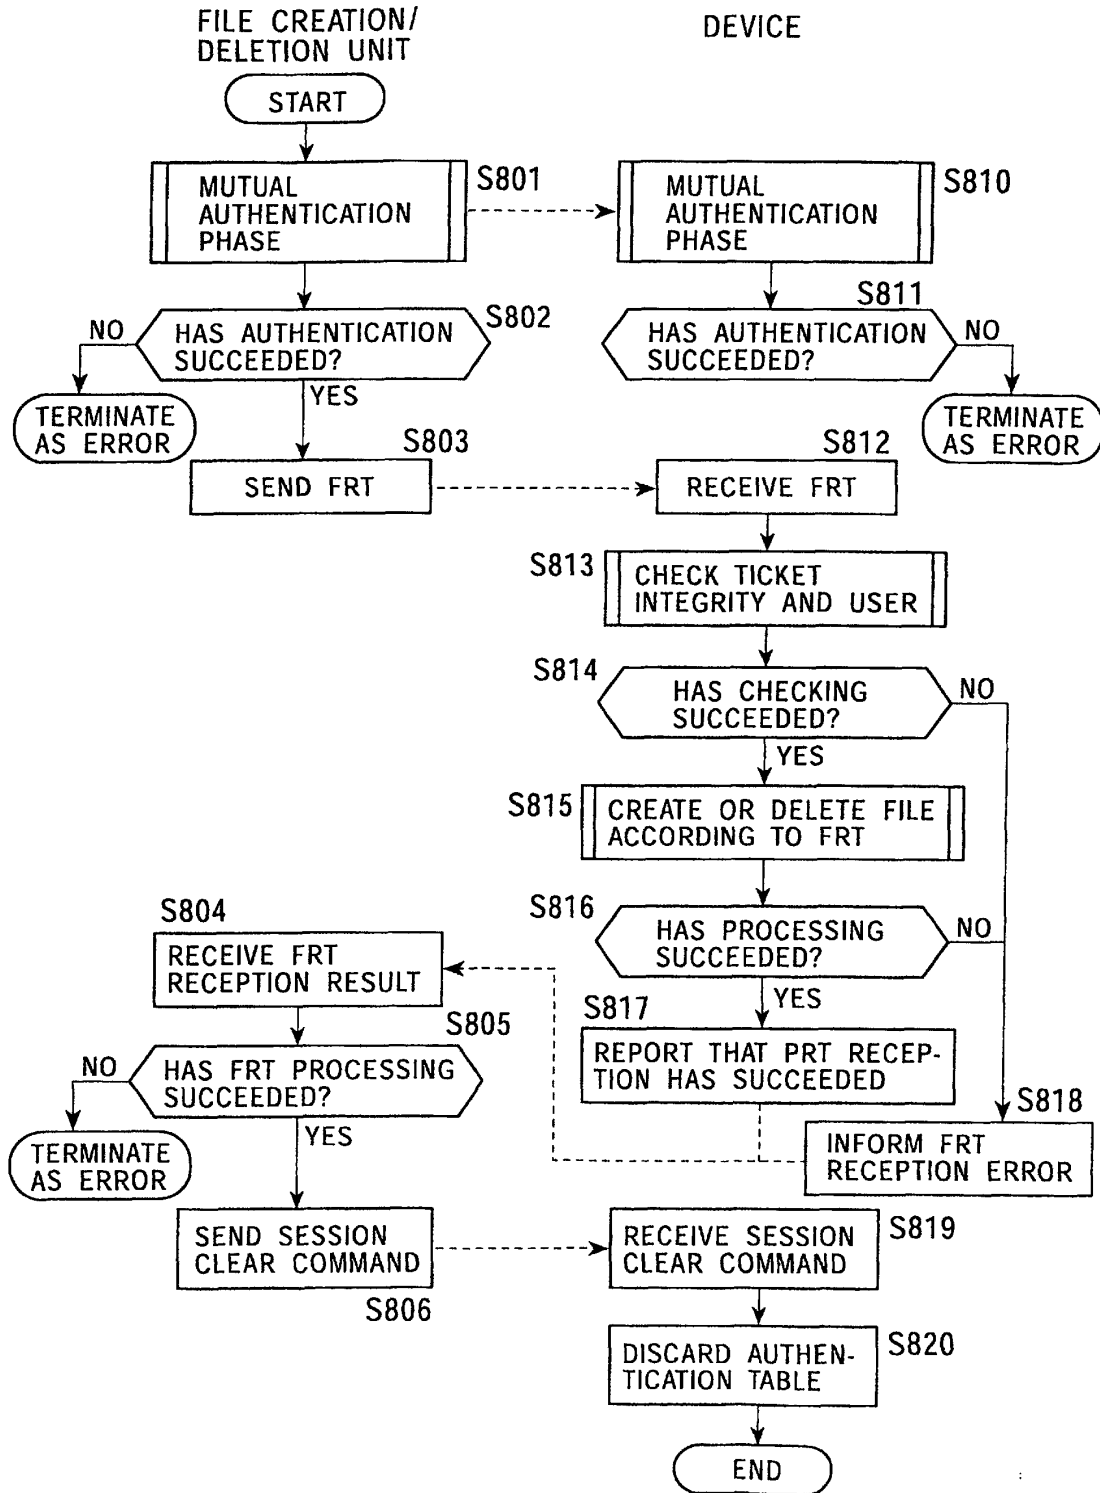 FILE CREATION/
DELETION UNIT
DEVICE
START
MUTUAL
AUTHENTICATION
PHASE
S801
MUTUAL
AUTHENTICATION
PHASE
S810
HAS AUTHENTICATION
SUCCEEDED?
S802
NO
YES
TERMINATE
AS ERROR
S811
HAS AUTHENTICATION
SUCCEEDED?
NO
TERMINATE
AS ERROR
S803
SEND FRT
S812
RECEIVE FRT
S813
CHECK TICKET
INTEGRITY AND USER
S814
HAS CHECKING
SUCCEEDED?
NO
YES
S815
CREATE OR DELETE FILE
ACCORDING TO FRT
S816
HAS PROCESSING
SUCCEEDED?
NO
YES
S804
RECEIVE FRT
RECEPTION RESULT
S817
REPORT THAT PRT RECEP-
TION HAS SUCCEEDED
S805
HAS FRT PROCESSING
SUCCEEDED?
NO
YES
TERMINATE
AS ERROR
S818
INFORM FRT
RECEPTION ERROR
SEND SESSION
CLEAR COMMAND
S806
RECEIVE SESSION
CLEAR COMMAND
S819
DISCARD AUTHEN-
TICATION TABLE
S820
END